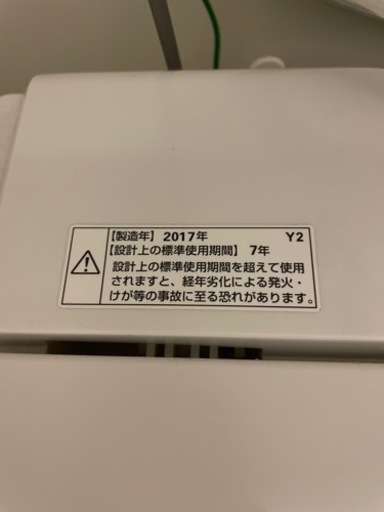 【製造年】 2017年 Y2
【設計上の標準使用期間】 7年
設計上の標準使用期間を超えて使用
されますと、経年劣化による発火・
けが等の事故に至る恐れがあります。